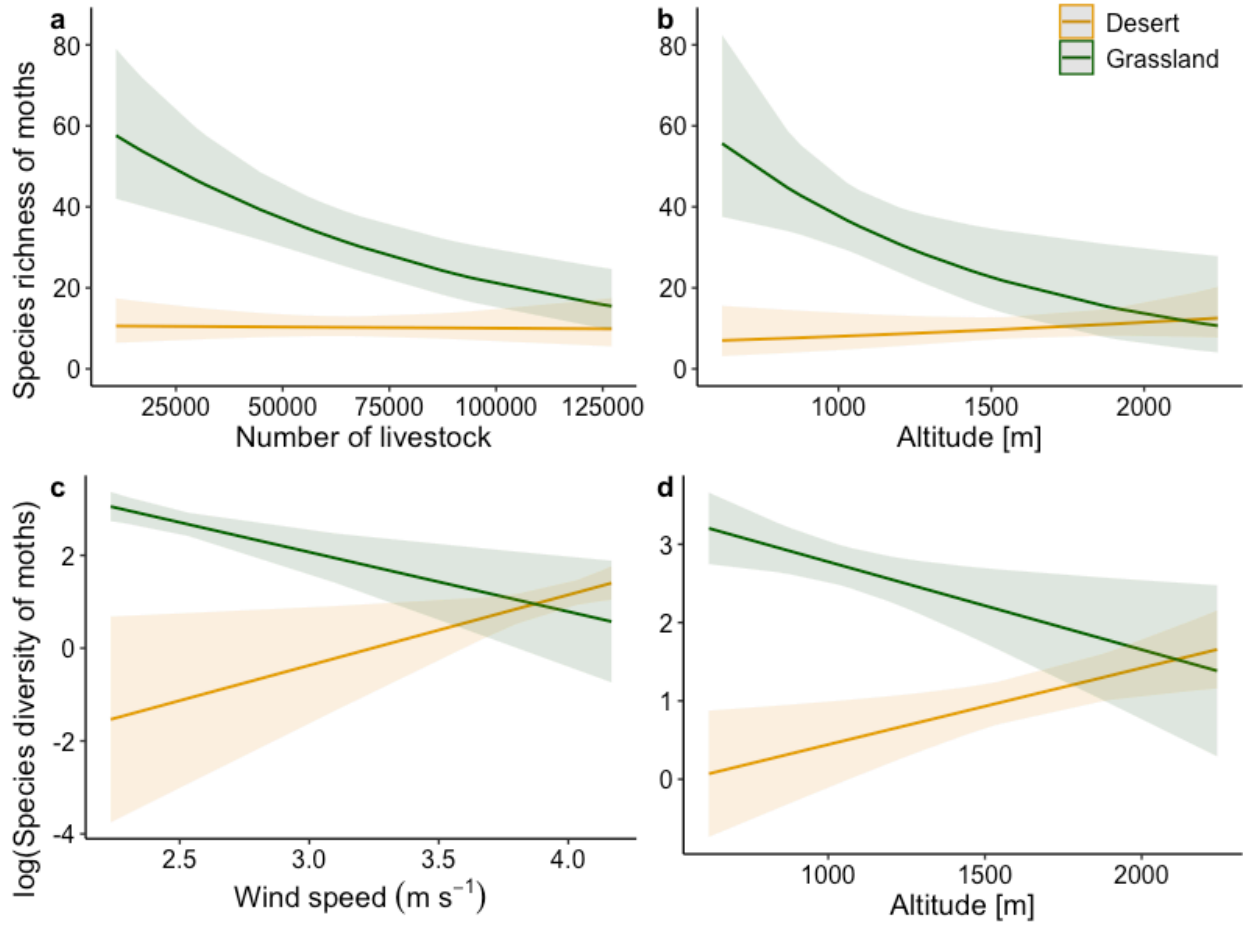 a
80
60
40
20
0
Species richness of moths
25000 50000 75000 100000 125000
Number of livestock
b
Desert
Grassland
80
60
40
20
0
1000 1500 2000
Altitude [m]
c
2
0
-2
-4
log(Species diversity of moths)
2.5 3.0 3.5 4.0
Wind speed (m s⁻¹)
d
3
2
1
0
1000 1500 2000
Altitude [m]